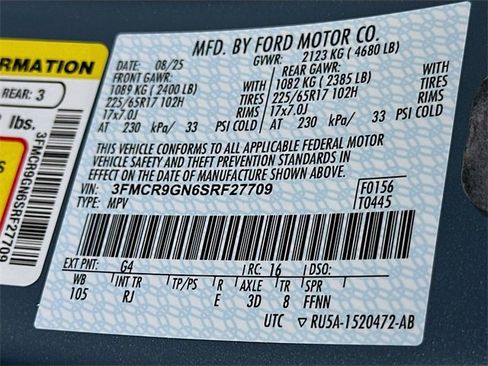 ORMATION
REAR: 3
lbs.
3FMCR9GN6SRF27709
MFD. BY FORD MOTOR CO.
DATE: 08/25 GVWR: 2123 KG ( 4680 LB)
FRONT GAWR: REAR GAWR:
1089 KG ( 2400 LB) WITH 1082 KG ( 2385 LB) WITH
225/65R17 102H TIRES 225/65R17 102H TIRES
17x7.0J RIMS 17x7.0J RIMS
AT 230 kPa/ 33 PSI COLD AT 230 kPa/ 33 PSI COLD
THIS VEHICLE CONFORMS TO ALL APPLICABLE FEDERAL MOTOR
VEHICLE SAFETY AND THEFT PREVENTION STANDARDS IN
EFFECT ON THE DATE OF MANUFACTURE SHOWN ABOVE.
VIN: 3FMCR9GN6SRF27709 F0156
TYPE: MPV T0445
EXT PNT: G4 RC: 16 DSO:
WB INT TR TP/PS R AXLE TR SPR
105 RJ E 3D 8 FFNN
UTC ▽ RU5A-1520472-AB